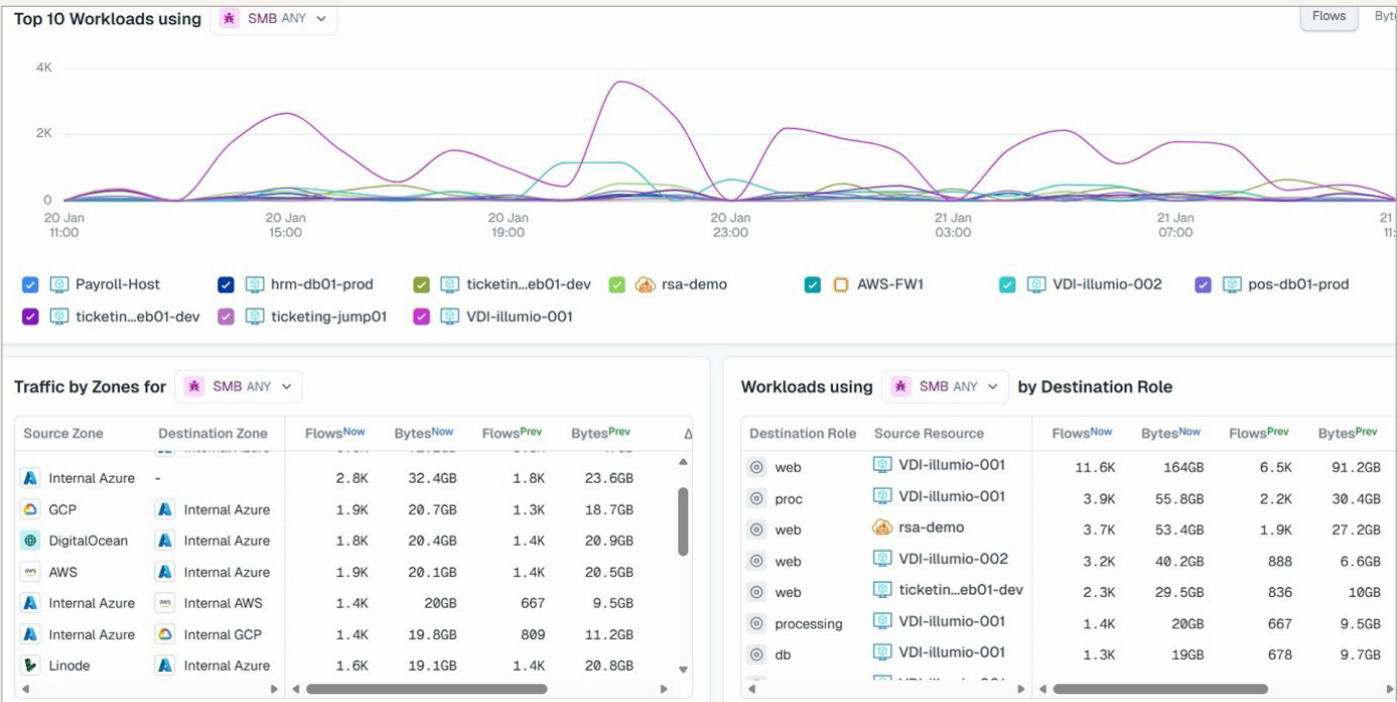 Top 10 Workloads using SMB ANY
Flows
4K
2K
0
20 Jan 20 Jan 20 Jan 20 Jan 21 Jan 21 Jan 21
11:00 15:00 19:00 23:00 03:00 07:00 11:
Payroll-Host hrm-db01-prod ticketin...eb01-dev rsa-demo AWS-FW1 VDI-illumio-002 pos-db01-prod
ticketin...eb01-dev ticketing-jump01 VDI-illumio-001
Traffic by Zones for SMB ANY
Source Zone Destination Zone FlowsNow BytesNow FlowsPrev BytesPrev Δ
Internal Azure - 2.8K 32.4GB 1.8K 23.6GB
GCP Internal Azure 1.9K 20.7GB 1.3K 18.7GB
DigitalOcean Internal Azure 1.8K 20.4GB 1.4K 20.9GB
aws AWS Internal Azure 1.9K 20.1GB 1.4K 20.5GB
Internal Azure aws Internal AWS 1.4K 20GB 667 9.5GB
Internal Azure Internal GCP 1.4K 19.8GB 809 11.2GB
Linode Internal Azure 1.6K 19.1GB 1.4K 20.8GB
Workloads using SMB ANY by Destination Role
Destination Role Source Resource FlowsNow BytesNow FlowsPrev BytesPrev
web VDI-illumio-001 11.6K 164GB 6.5K 91.2GB
proc VDI-illumio-001 3.9K 55.8GB 2.2K 30.4GB
web rsa-demo 3.7K 53.4GB 1.9K 27.2GB
web VDI-illumio-002 3.2K 40.2GB 888 6.6GB
web ticketin...eb01-dev 2.3K 29.5GB 836 10GB
processing VDI-illumio-001 1.4K 20GB 667 9.5GB
db VDI-illumio-001 1.3K 19GB 678 9.7GB